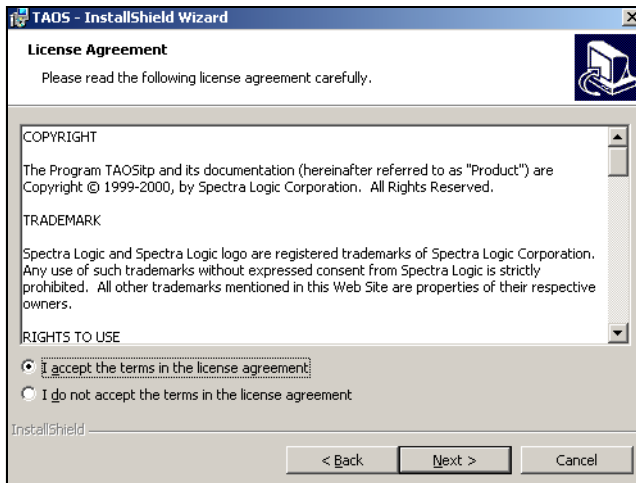 TAOS - InstallShield Wizard
License Agreement
Please read the following license agreement carefully.
COPYRIGHT
The Program TAOSitp and its documentation (hereinafter referred to as "Product") are
Copyright © 1999-2000, by Spectra Logic Corporation.  All Rights Reserved.
TRADEMARK
Spectra Logic and Spectra Logic logo are registered trademarks of Spectra Logic Corporation.
Any use of such trademarks without expressed consent from Spectra Logic is strictly
prohibited.  All other trademarks mentioned in this Web Site are properties of their respective
owners.
RIGHTS TO USE
I accept the terms in the license agreement
I do not accept the terms in the license agreement
InstallShield
< Back
Next >
Cancel